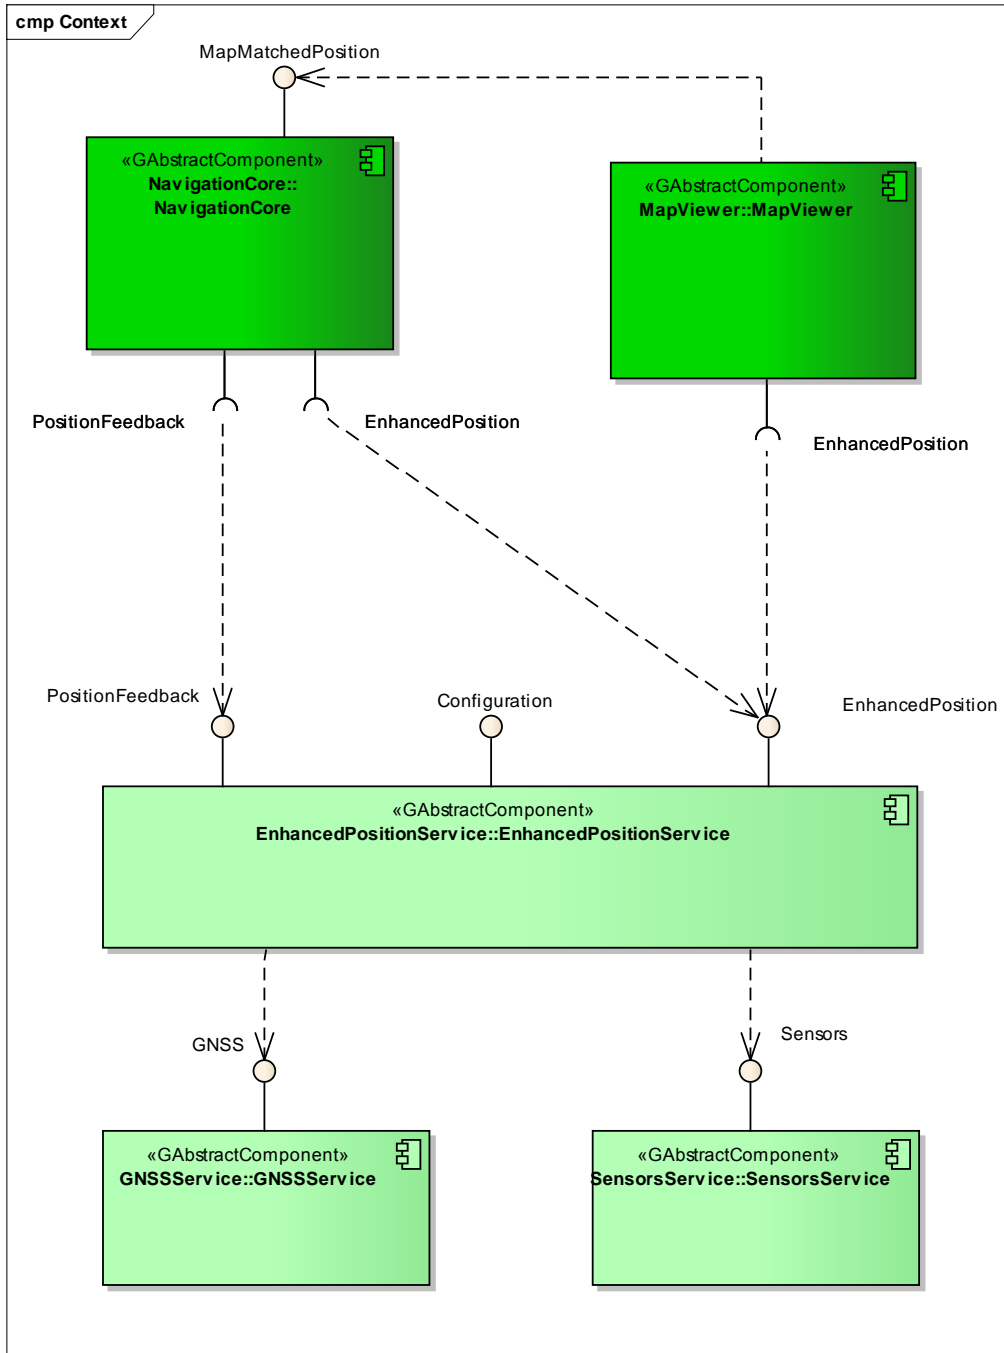 cmp Context
MapMatchedPosition
«GAbstractComponent»
NavigationCore::
NavigationCore
«GAbstractComponent»
MapViewer::MapViewer
PositionFeedback
EnhancedPosition
EnhancedPosition
PositionFeedback
Configuration
EnhancedPosition
«GAbstractComponent»
EnhancedPositionService::EnhancedPositionService
GNSS
Sensors
«GAbstractComponent»
GNSSService::GNSSService
«GAbstractComponent»
SensorsService::SensorsService